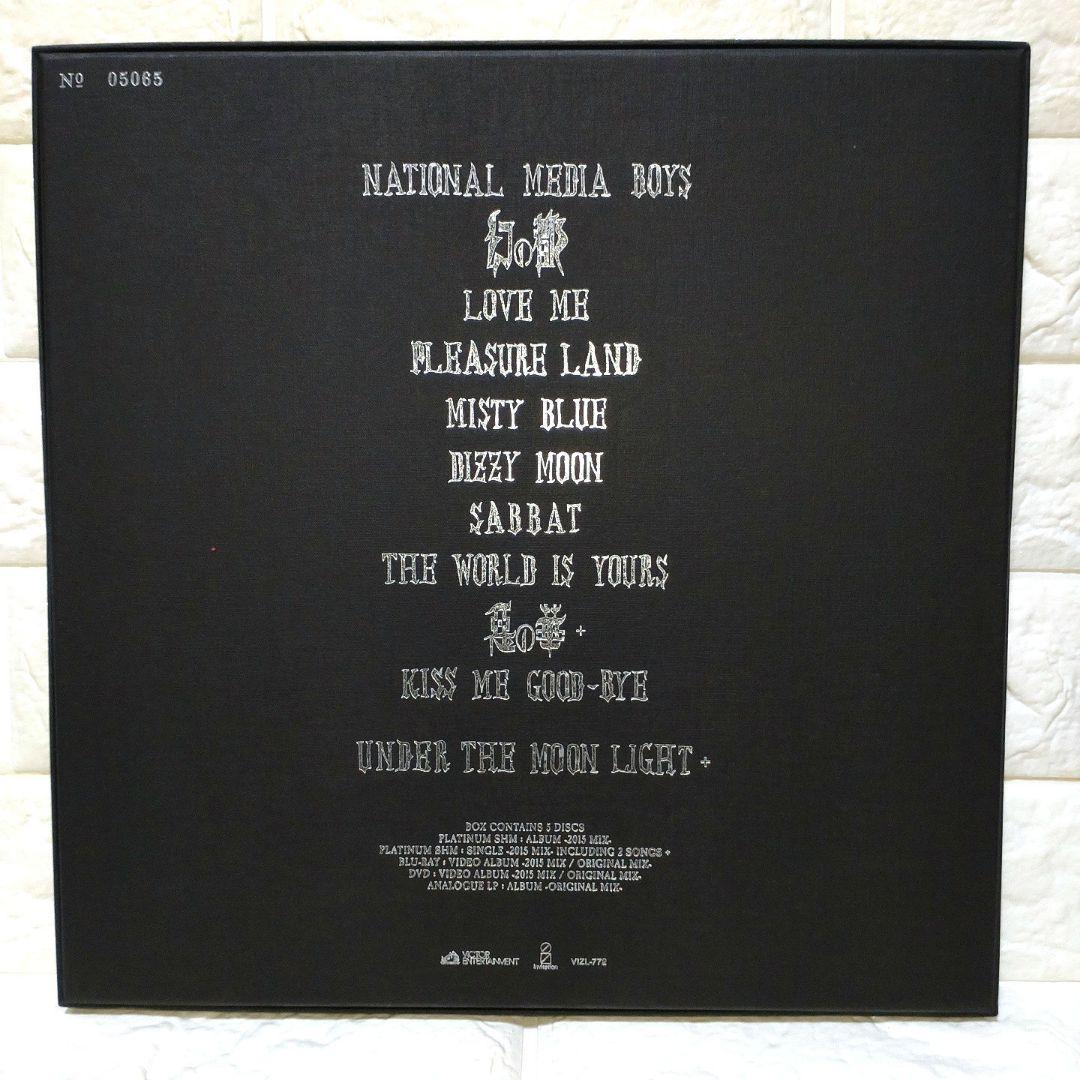 Nº 05065
NATIONAL MEDIA BOYS
幻の都
LOVE ME
PLEASURE LAND
MISTY BLUE
DIZZY MOON
SABBAT
THE WORLD IS YOURS
悪の華 +
KISS ME GOOD-BYE
UNDER THE MOON LIGHT +
BOX CONTAINS 5 DISCS
PLATINUM SHM : ALBUM -2015 MIX-
PLATINUM SHM : SINGLE -2015 MIX- INCLUDING 2 SONGS +
BLU-RAY : VIDEO ALBUM -2015 MIX / ORIGINAL MIX-
DVD : VIDEO ALBUM -2015 MIX / ORIGINAL MIX-
ANALOGUE LP : ALBUM -ORIGINAL MIX-
VICTOR ENTERTAINMENT Invitation VIZL-772